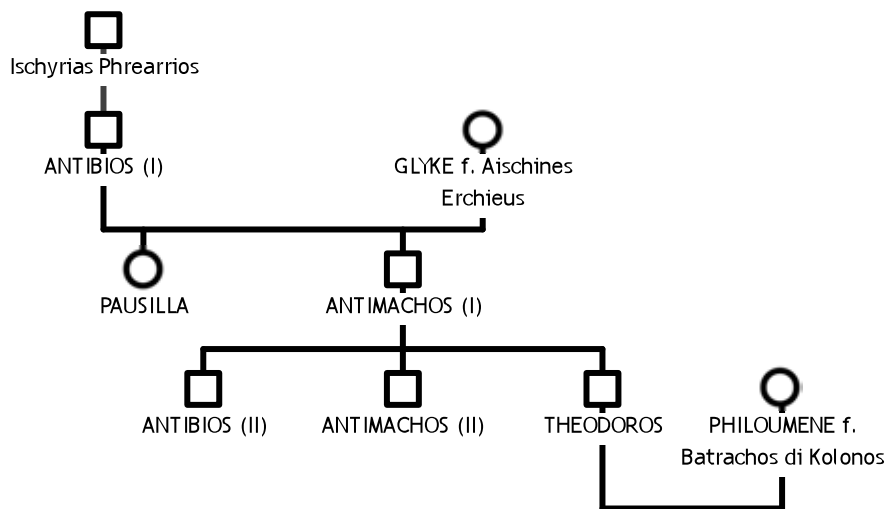 Ischyrias Phrearrios
ANTIBIOS (I)
GLYKE f. Aischines
Erchieus
PAUSILLA
ANTIMACHOS (I)
ANTIBIOS (II)
ANTIMACHOS (II)
THEODOROS
PHILOUMENE f.
Batrachos di Kolonos